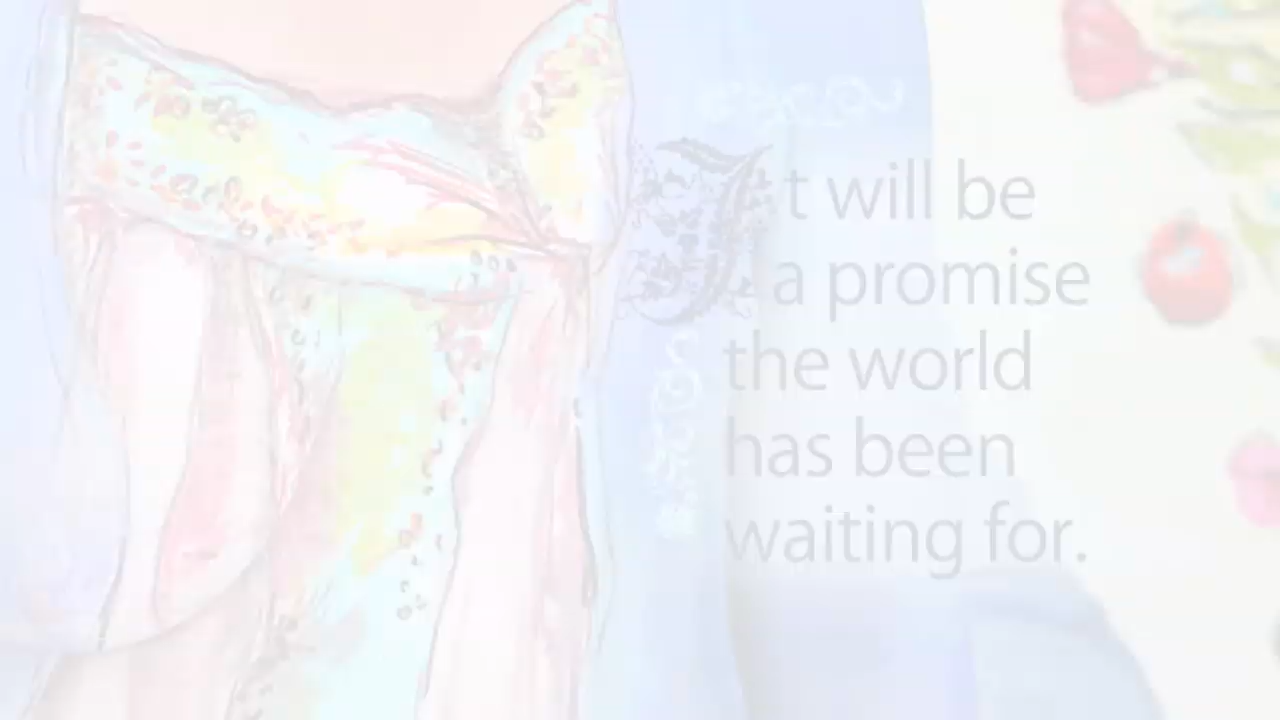 It will be
a promise
the world
has been
waiting for.